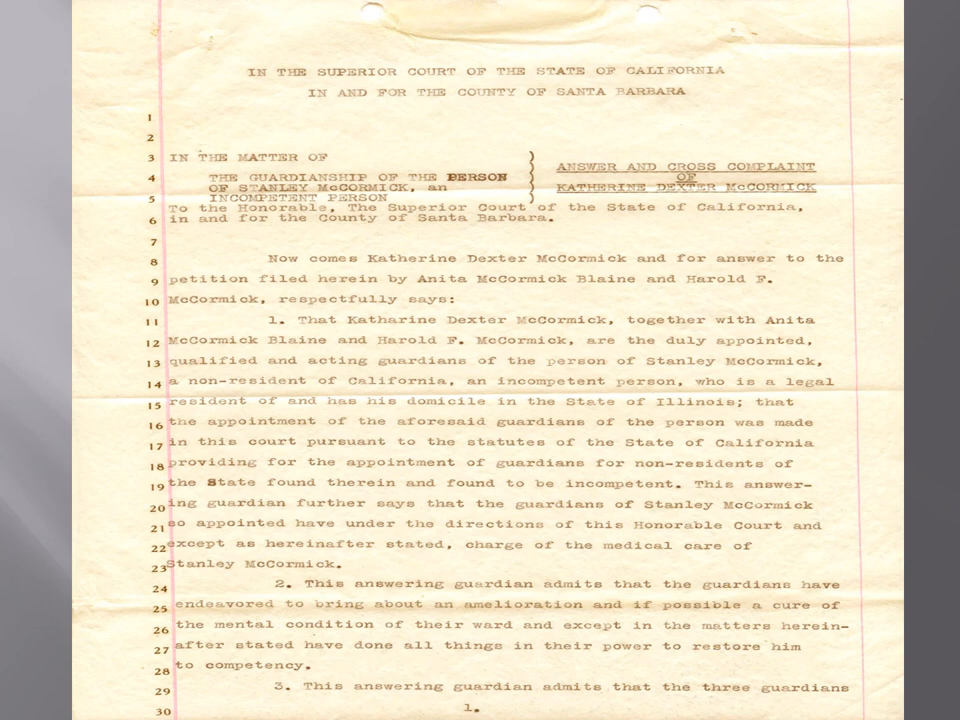 IN THE SUPERIOR COURT OF THE STATE OF CALIFORNIA
IN AND FOR THE COUNTY OF SANTA BARBARA
1
2
3 IN THE MATTER OF
4 THE GUARDIANSHIP OF THE PERSON
OF STANLEY McCORMICK, an
5 INCOMPETENT PERSON
ANSWER AND CROSS COMPLAINT
OF
KATHERINE DEXTER McCORMICK
To the Honorable, The Superior Court of the State of California,
6 in and for the County of Santa Barbara.
7
8 Now comes Katherine Dexter McCormick and for answer to the
9 petition filed herein by Anita McCormick Blaine and Harold F.
10 McCormick, respectfully says:
11 1. That Katharine Dexter McCormick, together with Anita
12 McCormick Blaine and Harold F. McCormick, are the duly appointed,
13 qualified and acting guardians of the person of Stanley McCormick,
14 a non-resident of California, an incompetent person, who is a legal
15 resident of and has his domicile in the State of Illinois; that
16 the appointment of the aforesaid guardians of the person was made
17 in this court pursuant to the statutes of the State of California
18 providing for the appointment of guardians for non-residents of
19 the State found therein and found to be incompetent. This answer-
20 ing guardian further says that the guardians of Stanley McCormick
21 so appointed have under the directions of this Honorable Court and
22 except as hereinafter stated, charge of the medical care of
23 Stanley McCormick.
24 2. This answering guardian admits that the guardians have
25 endeavored to bring about an amelioration and if possible a cure of
26 the mental condition of their ward and except in the matters herein-
27 after stated have done all things in their power to restore him
28 to competency.
29 3. This answering guardian admits that the three guardians
30 1.